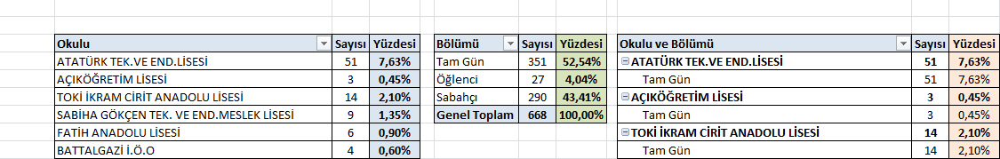 Okulu Sayısı Yüzdesi Bölümü Sayısı Yüzdesi Okulu ve Bölümü Sayısı Yüzdesi
ATATÜRK TEK.VE END.LİSESİ 51 7,63% Tam Gün 351 52,54% ATATÜRK TEK.VE END.LİSESİ 51 7,63%
AÇIKÖĞRETİM LİSESİ 3 0,45% Öğlenci 27 4,04% Tam Gün 51 7,63%
TOKİ İKRAM CİRİT ANADOLU LİSESİ 14 2,10% Sabahçı 290 43,41% AÇIKÖĞRETİM LİSESİ 3 0,45%
SABİHA GÖKÇEN TEK. VE END.MESLEK LİSESİ 9 1,35% Genel Toplam 668 100,00% Tam Gün 3 0,45%
FATİH ANADOLU LİSESİ 6 0,90% TOKİ İKRAM CİRİT ANADOLU LİSESİ 14 2,10%
BATTALGAZİ İ.Ö.O 4 0,60% Tam Gün 14 2,10%